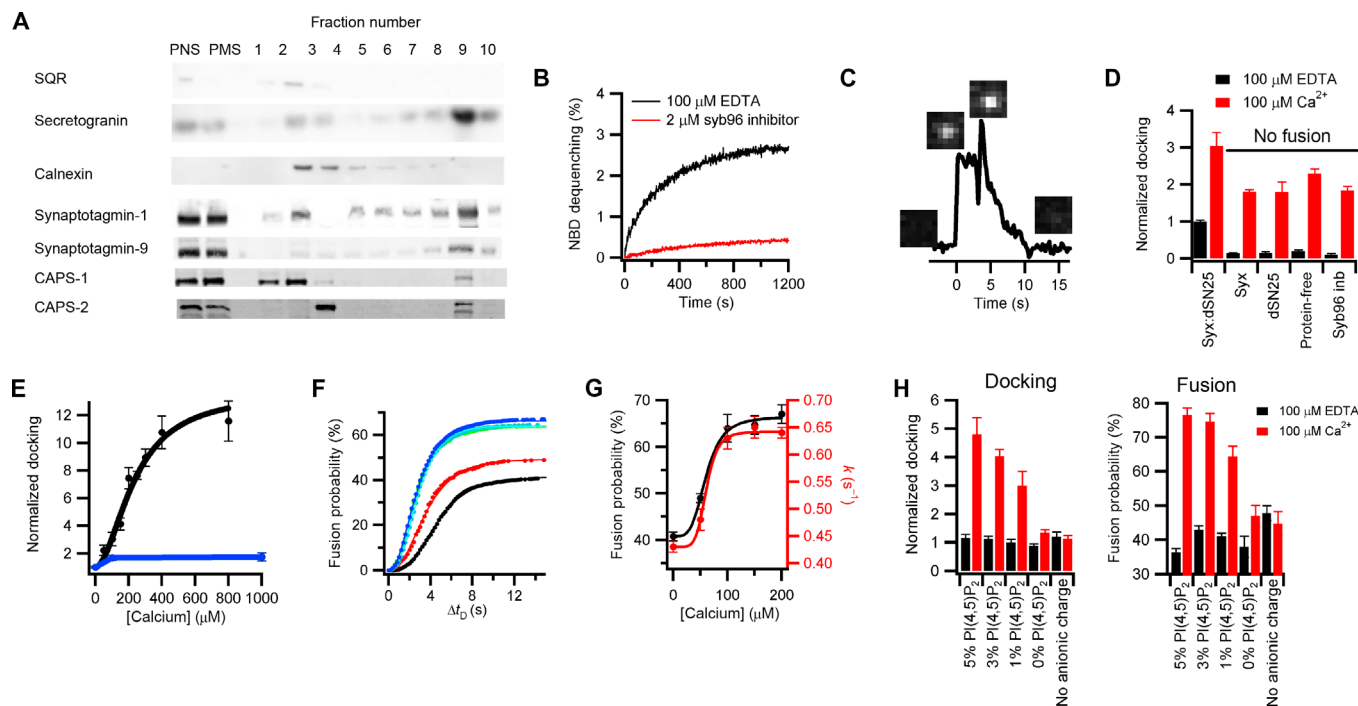 A
Fraction number
PNS PMS 1 2 3 4 5 6 7 8 9 10
SQR
Secretogranin
Calnexin
Synaptotagmin-1
Synaptotagmin-9
CAPS-1
CAPS-2
B
100 μM EDTA
2 μM syb96 inhibitor
NBD dequenching (%)
4
3
2
1
0
0 400 800 1200
Time (s)
C
0 5 10 15
Time (s)
D
100 μM EDTA
100 μM Ca²⁺
No fusion
Normalized docking
4
3
2
1
0
Syx:dSN25
Syx
dSN25
Protein-free
Syb96 inb
E
Normalized docking
12
10
8
6
4
2
0 200 400 600 800 1000
[Calcium] (μM)
F
Fusion probability (%)
60
40
20
0
0 4 8 12
Δt_D (s)
G
Fusion probability (%)
70
60
50
40
0.70
0.65
0.60
0.55
0.50
0.45
0.40
k (s⁻¹)
0 100 200
[Calcium] (μM)
H
Docking
Normalized docking
6
5
4
3
2
1
0
5% PI(4,5)P₂
3% PI(4,5)P₂
1% PI(4,5)P₂
0% PI(4,5)P₂
No anionic charge
Fusion
100 μM EDTA
100 μM Ca²⁺
Fusion probability (%)
80
70
60
50
40
30
5% PI(4,5)P₂
3% PI(4,5)P₂
1% PI(4,5)P₂
0% PI(4,5)P₂
No anionic charge